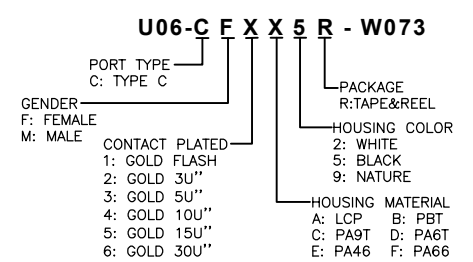 U06-C F X X 5 R - W073
PORT TYPE
C: TYPE C
GENDER
F: FEMALE
M: MALE
CONTACT PLATED
1: GOLD FLASH
2: GOLD 3U''
3: GOLD 5U''
4: GOLD 10U''
5: GOLD 15U''
6: GOLD 30U''
PACKAGE
R:TAPE&REEL
HOUSING COLOR
2: WHITE
5: BLACK
9: NATURE
HOUSING MATERIAL
A: LCP B: PBT
C: PA9T D: PA6T
E: PA46 F: PA66